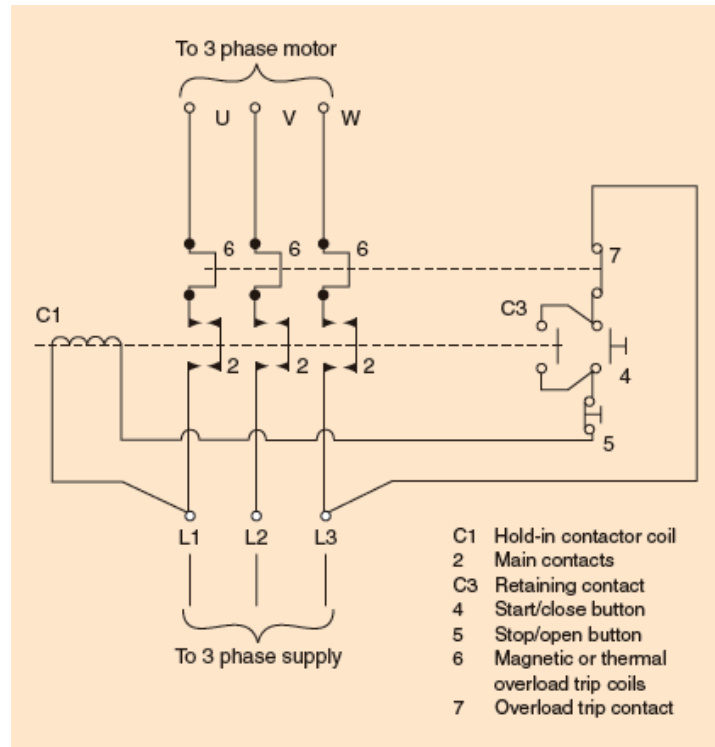 To 3 phase motor
U V W
6 6 6 7
C3
C1
2 2 2 4
5
L1 L2 L3
To 3 phase supply
C1 Hold-in contactor coil
2 Main contacts
C3 Retaining contact
4 Start/close button
5 Stop/open button
6 Magnetic or thermal
overload trip coils
7 Overload trip contact